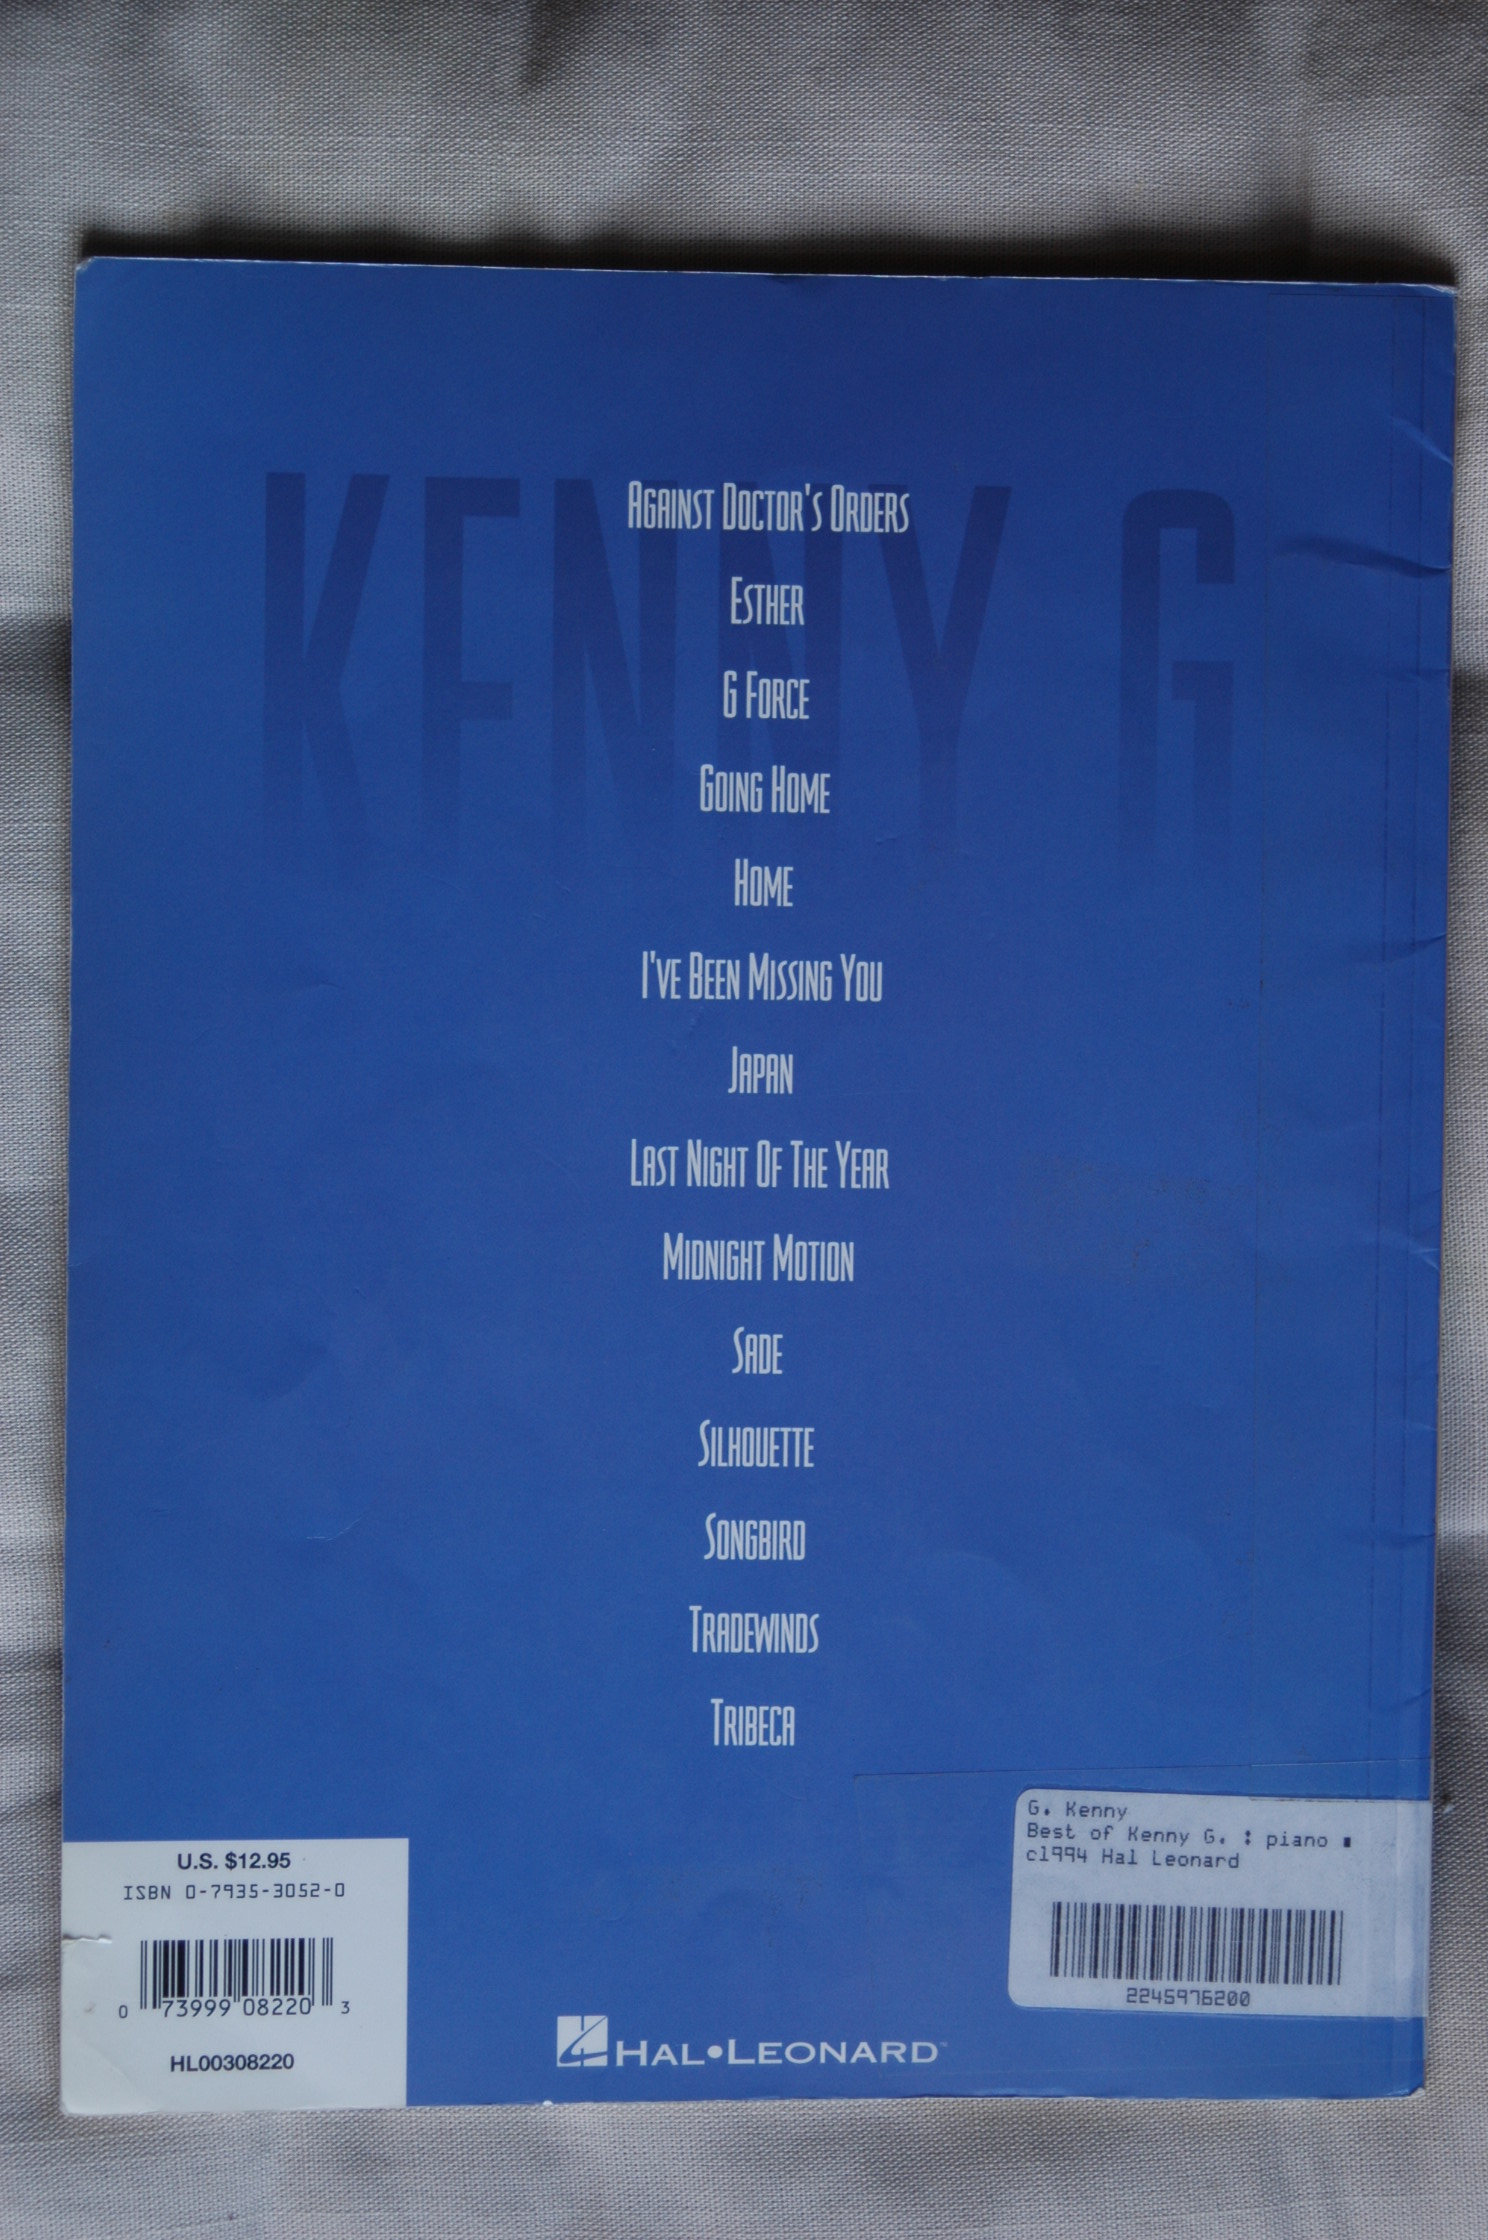 KENNY G
AGAINST DOCTOR'S ORDERS
ESTHER
G FORCE
GOING HOME
HOME
I'VE BEEN MISSING YOU
JAPAN
LAST NIGHT OF THE YEAR
MIDNIGHT MOTION
SADE
SILHOUETTE
SONGBIRD
TRADEWINDS
TRIBECA
G. Kenny
Best of Kenny G. : piano
c1994 Hal Leonard
2245976200
U.S. $12.95
ISBN 0-7935-3052-0
0 73999 08220 3
HL00308220
HAL•LEONARD